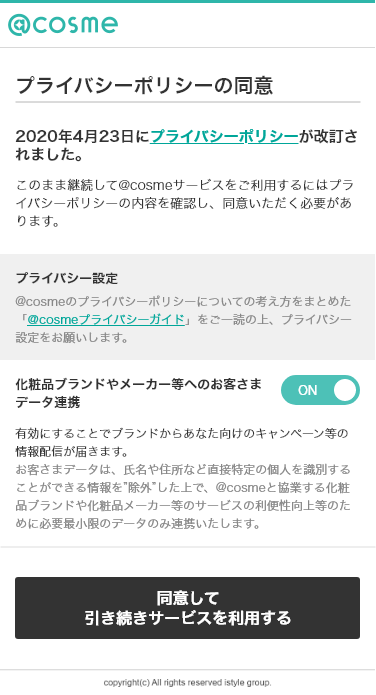 @cosme
プライバシーポリシーの同意
2020年4月23日にプライバシーポリシーが改訂さ
れました。
このまま継続して@cosmeサービスをご利用するにはプラ
イバシーポリシーの内容を確認し、同意いただく必要があ
ります。
プライバシー設定
@cosmeのプライバシーポリシーについての考え方をまとめた
「@cosmeプライバシーガイド」をご一読の上、プライバシー
設定をお願いします。
化粧品ブランドやメーカー等へのお客さま
データ連携
ON
有効にすることでブランドからあなた向けのキャンペーン等の
情報配信が届きます。
お客さまデータは、氏名や住所など直接特定の個人を識別する
ことができる情報を"除外"した上で、@cosmeと協業する化粧
品ブランドや化粧品メーカー等のサービスの利便性向上等のた
めに必要最小限のデータのみ連携いたします。
同意して
引き続きサービスを利用する
copyright(c) All rights reserved istyle group.